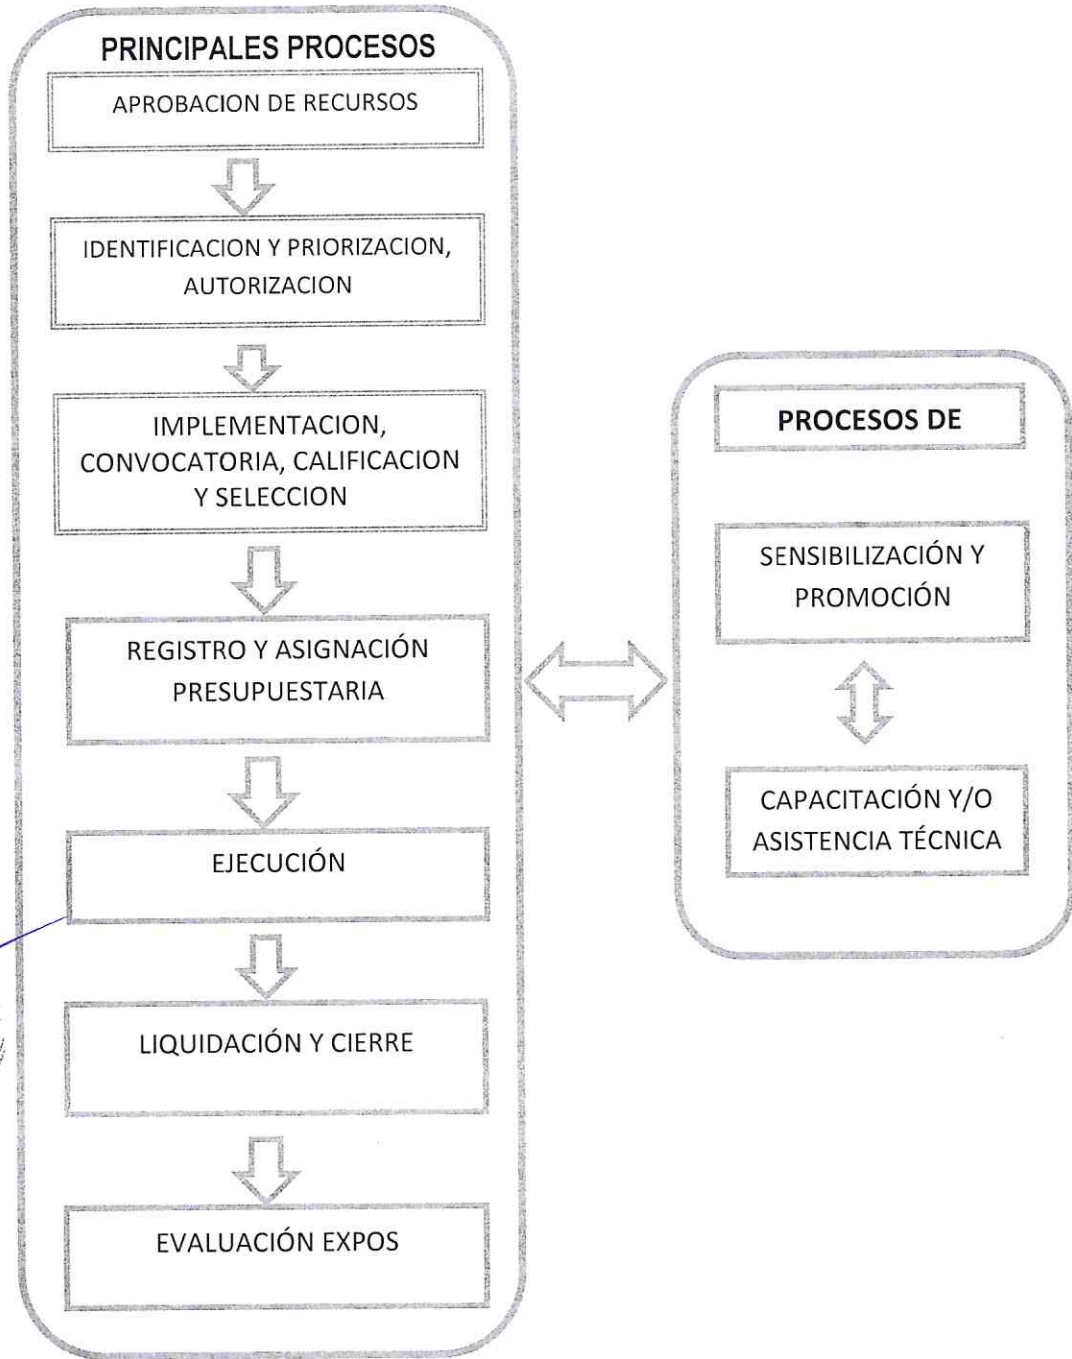 PRINCIPALES PROCESOS
APROBACION DE RECURSOS
IDENTIFICACION Y PRIORIZACION,
AUTORIZACION
IMPLEMENTACION,
CONVOCATORIA, CALIFICACION
Y SELECCION
REGISTRO Y ASIGNACIÓN
PRESUPUESTARIA
EJECUCIÓN
LIQUIDACIÓN Y CIERRE
EVALUACIÓN EXPOS
PROCESOS DE
SENSIBILIZACIÓN Y
PROMOCIÓN
CAPACITACIÓN Y/O
ASISTENCIA TÉCNICA